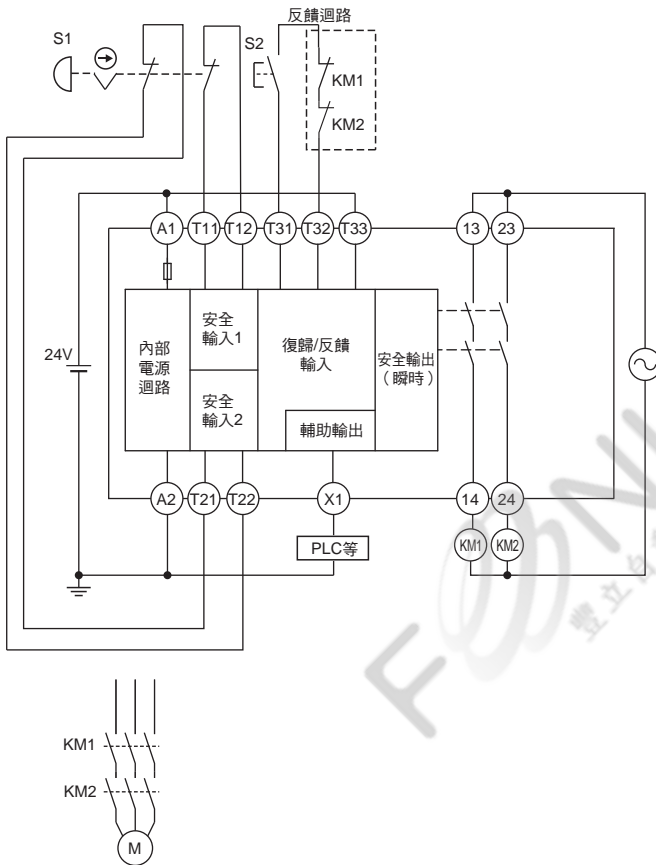 反饋迴路
S1
S2
KM1
KM2
A1
T11
T12
T31
T32
T33
13
23
24V
內部
電源
迴路
安全
輸入1
安全
輸入2
復歸/反饋
輸入
輔助輸出
安全輸出
(瞬時)
A2
T21
T22
X1
14
24
PLC等
KM1
KM2
KM1
KM2
M